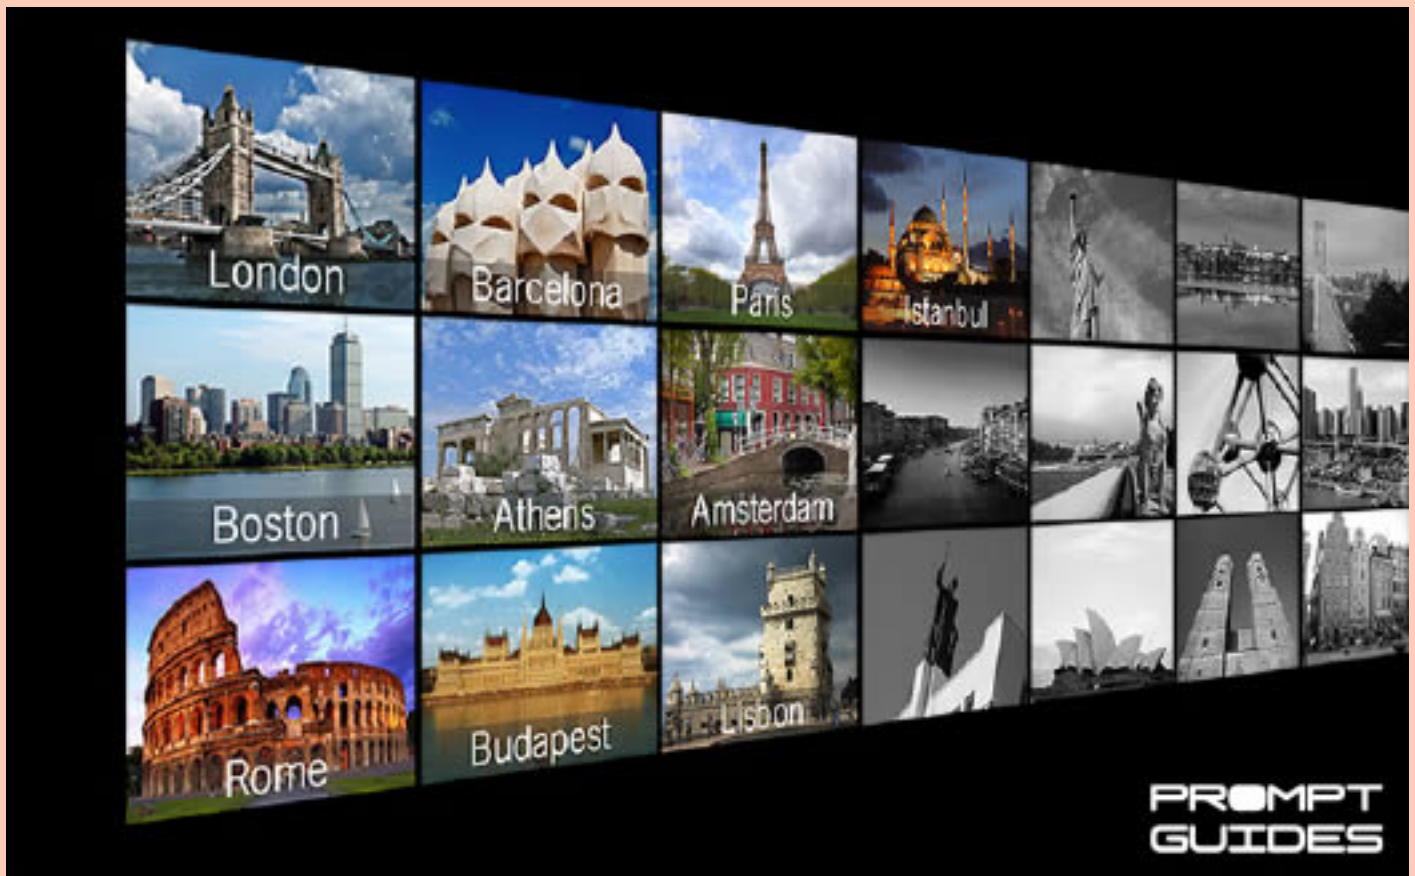 London
Barcelona
Paris
Istanbul
Boston
Athens
Amsterdam
Rome
Budapest
Lisbon
PROMPT
GUIDES